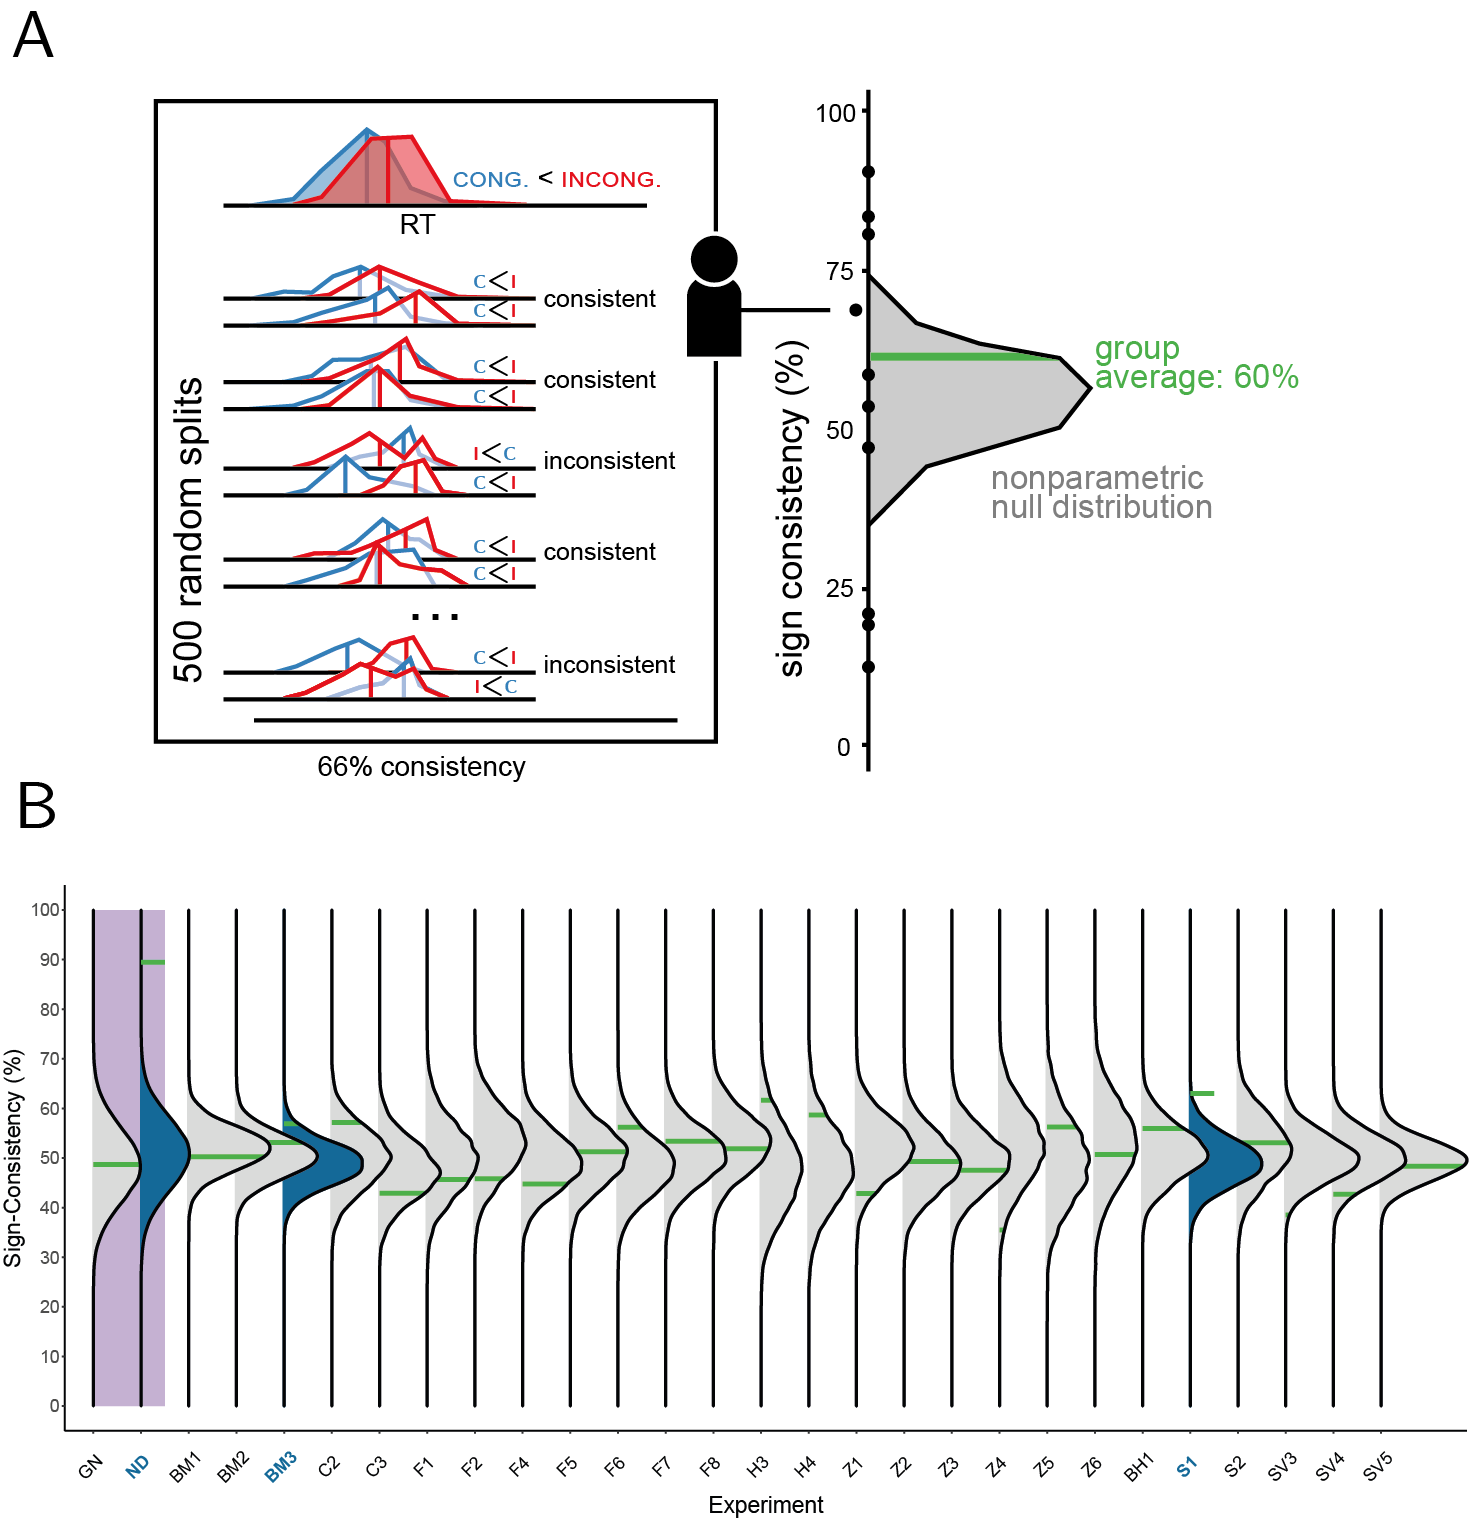 A
CONG. < INCONG.
RT
500 random splits
C<I
C<I
consistent
C<I
C<I
consistent
I<C
C<I
inconsistent
C<I
C<I
consistent
...
C<I
I<C
inconsistent
66% consistency
sign consistency (%)
100
75
50
25
0
group
average: 60%
nonparametric
null distribution
B
Sign-Consistency (%)
100
90
80
70
60
50
40
30
20
10
0
GN
ND
BM1
BM2
BM3
C2
C3
F1
F2
F4
F5
F6
F7
F8
H3
H4
Z1
Z2
Z3
Z4
Z5
Z6
BH1
S1
S2
SV3
SV4
SV5
Experiment